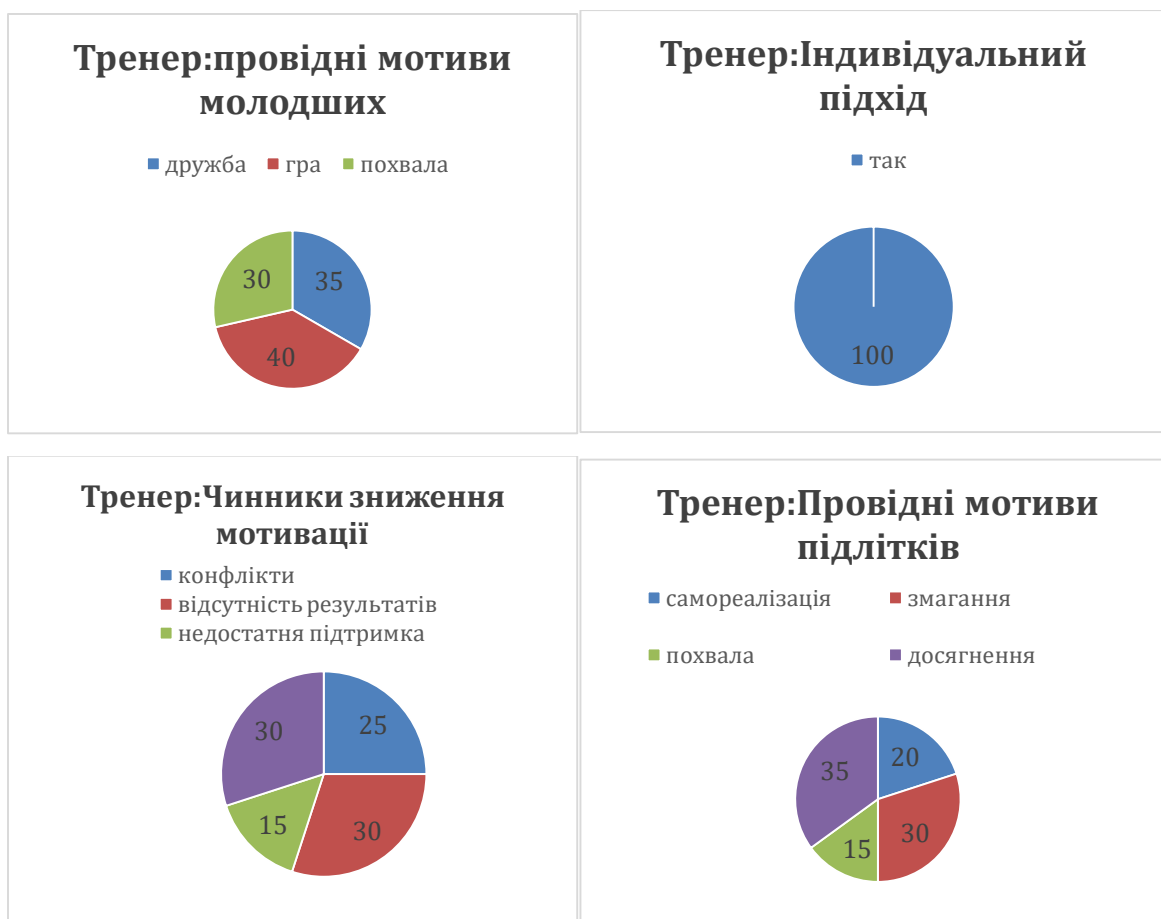 Тренер:провідні мотиви
молодших
дружба гра похвала
30
35
40
Тренер:Індивідуальний
підхід
так
100
Тренер:Чинники зниження
мотивації
конфлікти
відсутність результатів
недостатня підтримка
30
25
15
30
Тренер:Провідні мотиви
підлітків
самореалізація змагання
похвала досягнення
20
35
30
15